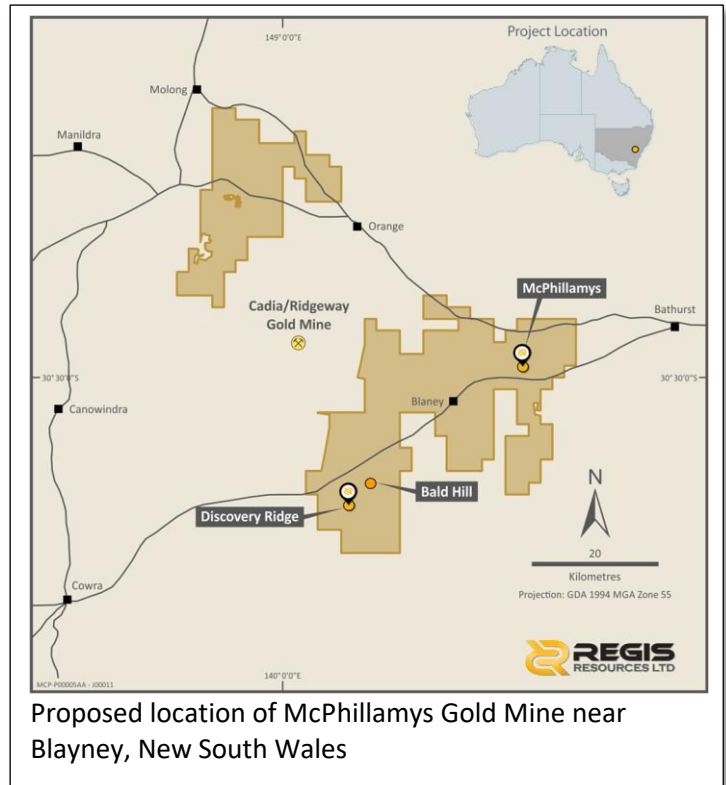 149°0'0"E
Project Location
Molong
Manildra
Orange
McPhillamys
Cadia/Ridgeway
Gold Mine
Bathurst
30°30'0"S
30°30'0"S
Canowindra
Blaney
Bald Hill
Discovery Ridge
N
20
Kilometres
Projection: GDA 1994 MGA Zone 55
Cowra
REGIS
RESOURCES LTD
MCP-P00005AA - J00011
140°0'0"E
Proposed location of McPhillamys Gold Mine near
Blayney, New South Wales